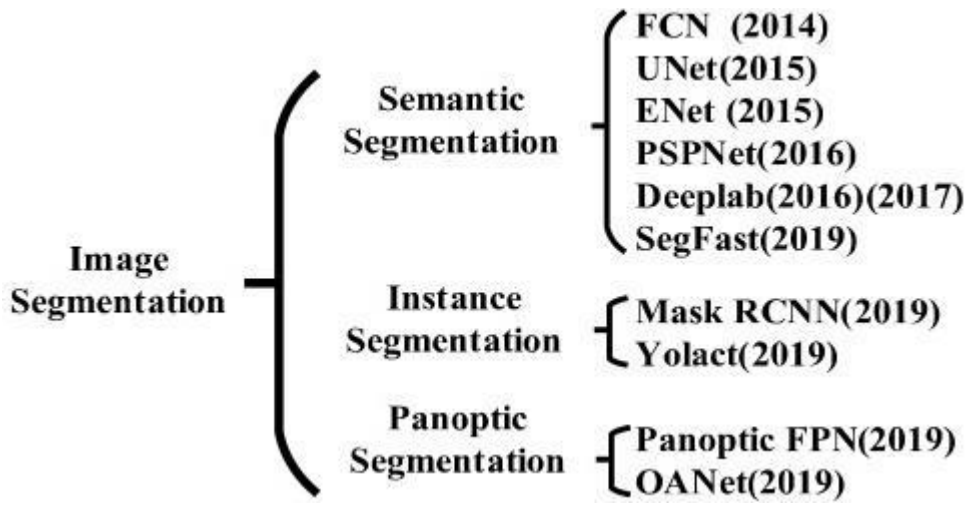 Image
Segmentation
Semantic
Segmentation
FCN (2014)
UNet(2015)
ENet (2015)
PSPNet(2016)
Deeplab(2016)(2017)
SegFast(2019)
Instance
Segmentation
Mask RCNN(2019)
Yolact(2019)
Panoptic
Segmentation
Panoptic FPN(2019)
OANet(2019)